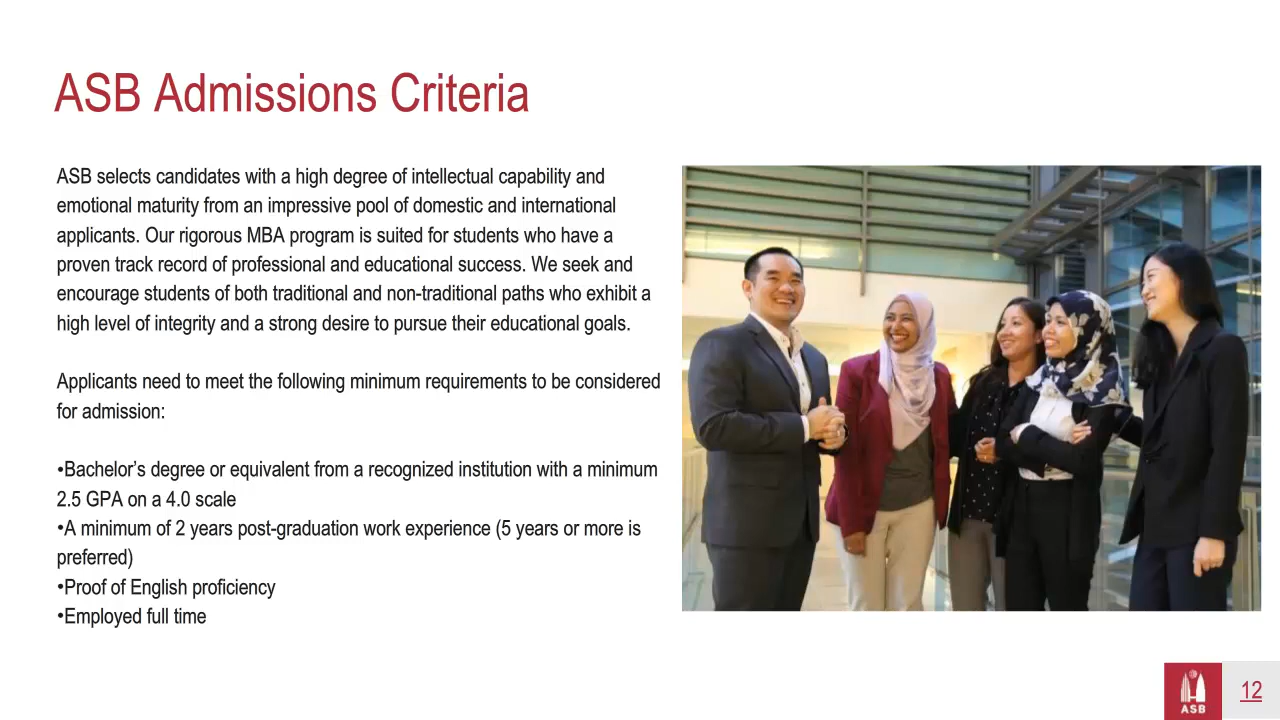 ASB Admissions Criteria
ASB selects candidates with a high degree of intellectual capability and
emotional maturity from an impressive pool of domestic and international
applicants. Our rigorous MBA program is suited for students who have a
proven track record of professional and educational success. We seek and
encourage students of both traditional and non-traditional paths who exhibit a
high level of integrity and a strong desire to pursue their educational goals.
Applicants need to meet the following minimum requirements to be considered
for admission:
•Bachelor’s degree or equivalent from a recognized institution with a minimum
2.5 GPA on a 4.0 scale
•A minimum of 2 years post-graduation work experience (5 years or more is
preferred)
•Proof of English proficiency
•Employed full time
ASB
12